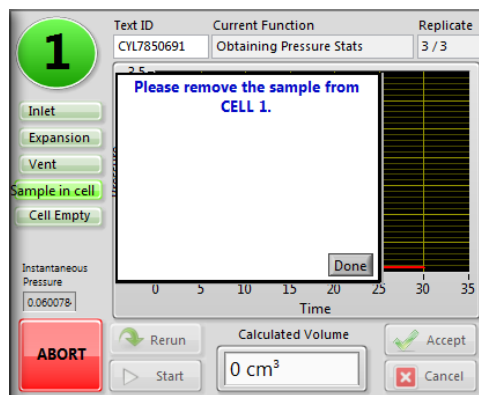 1
Text ID
Current Function
Replicate
CYL7850691
Obtaining Pressure Stats
3 / 3
Inlet
Expansion
Vent
Sample in cell
Cell Empty
Instantaneous
Pressure
0.060078
Please remove the sample from
CELL 1.
Done
0 5 10 15 20 25 30 35
Time
ABORT
Rerun
Start
Calculated Volume
0 cm³
Accept
Cancel